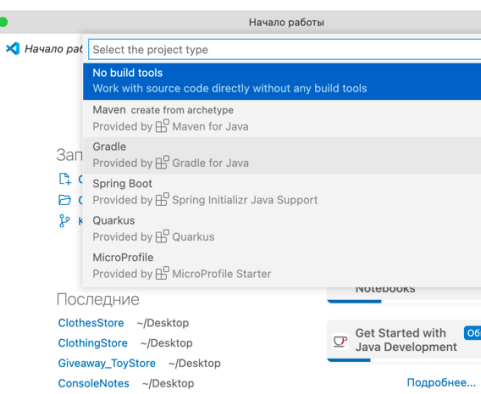 Начало работы
Начало
Select the project type
No build tools
Work with source code directly without any build tools
Maven create from archetype
Provided by Maven for Java
Gradle
Provided by Gradle for Java
Spring Boot
Provided by Spring Initializr Java Support
Quarkus
Provided by Quarkus
MicroProfile
Provided by MicroProfile Starter
Notebooks
Последние
ClothesStore ~/Desktop
ClothingStore ~/Desktop
Giveaway_ToyStore ~/Desktop
ConsoleNotes ~/Desktop
Get Started with
Java Development
Подробнее...